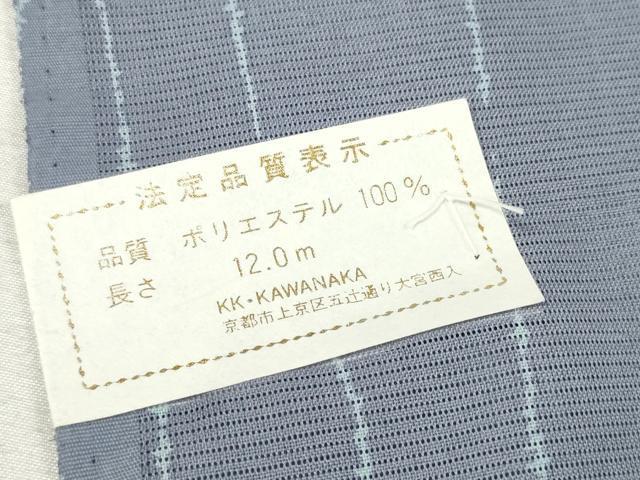 法定品質表示
品質 ポリエステル 100%
長さ 12.0m
KK・KAWANAKA
京都市上京区五辻通り大宮西入